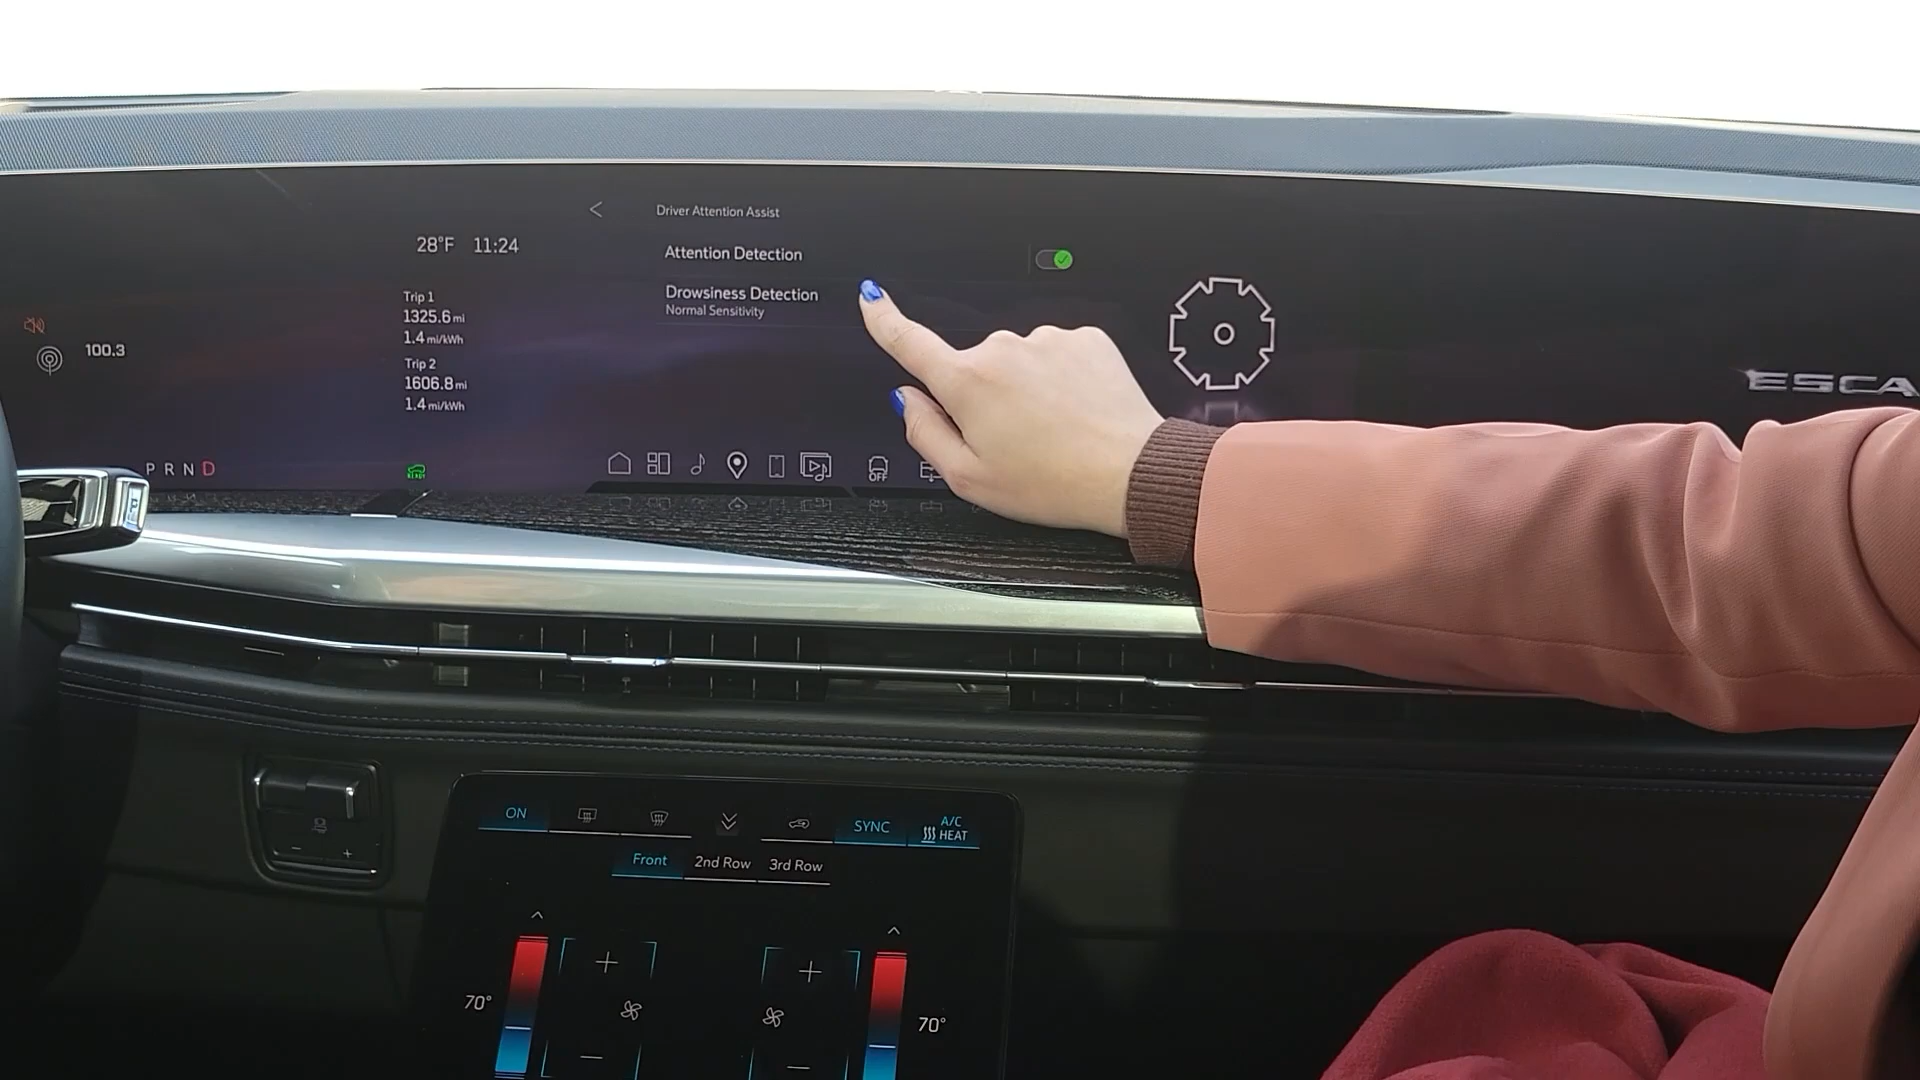 Driver Attention Assist
28°F 11:24
Attention Detection
Drowsiness Detection
Normal Sensitivity
Trip 1
1325.6 mi
1.4 mi/kWh
Trip 2
1606.8 mi
1.4 mi/kWh
100.3
ESCA
P R N D
READY
OFF
ON
SYNC
A/C
HEAT
Front 2nd Row 3rd Row
70°
70°